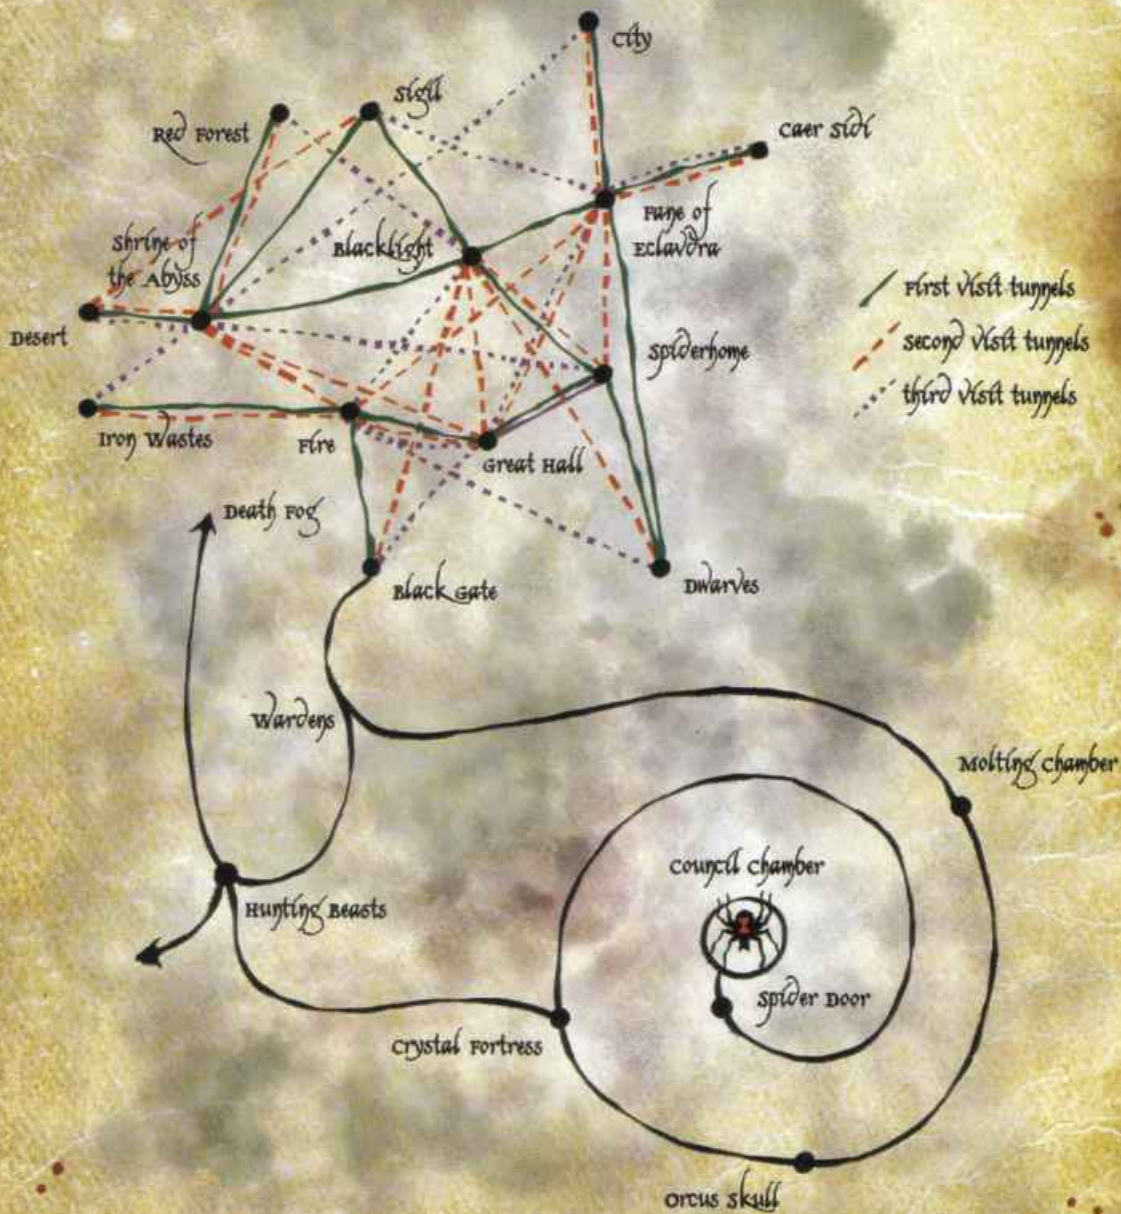 City
Sigil
Red Forest
Caer Sidi
Shrine of
the Abyss
Blacklight
Fane of
Eclavdra
Desert
First visit tunnels
second visit tunnels
third visit tunnels
Spiderhome
Iron Wastes
Fire
Great Hall
Death Fog
Black Gate
Dwarves
Wardens
Molting Chamber
Council Chamber
Hunting Beasts
Spider Door
Crystal Fortress
Orcus Skull